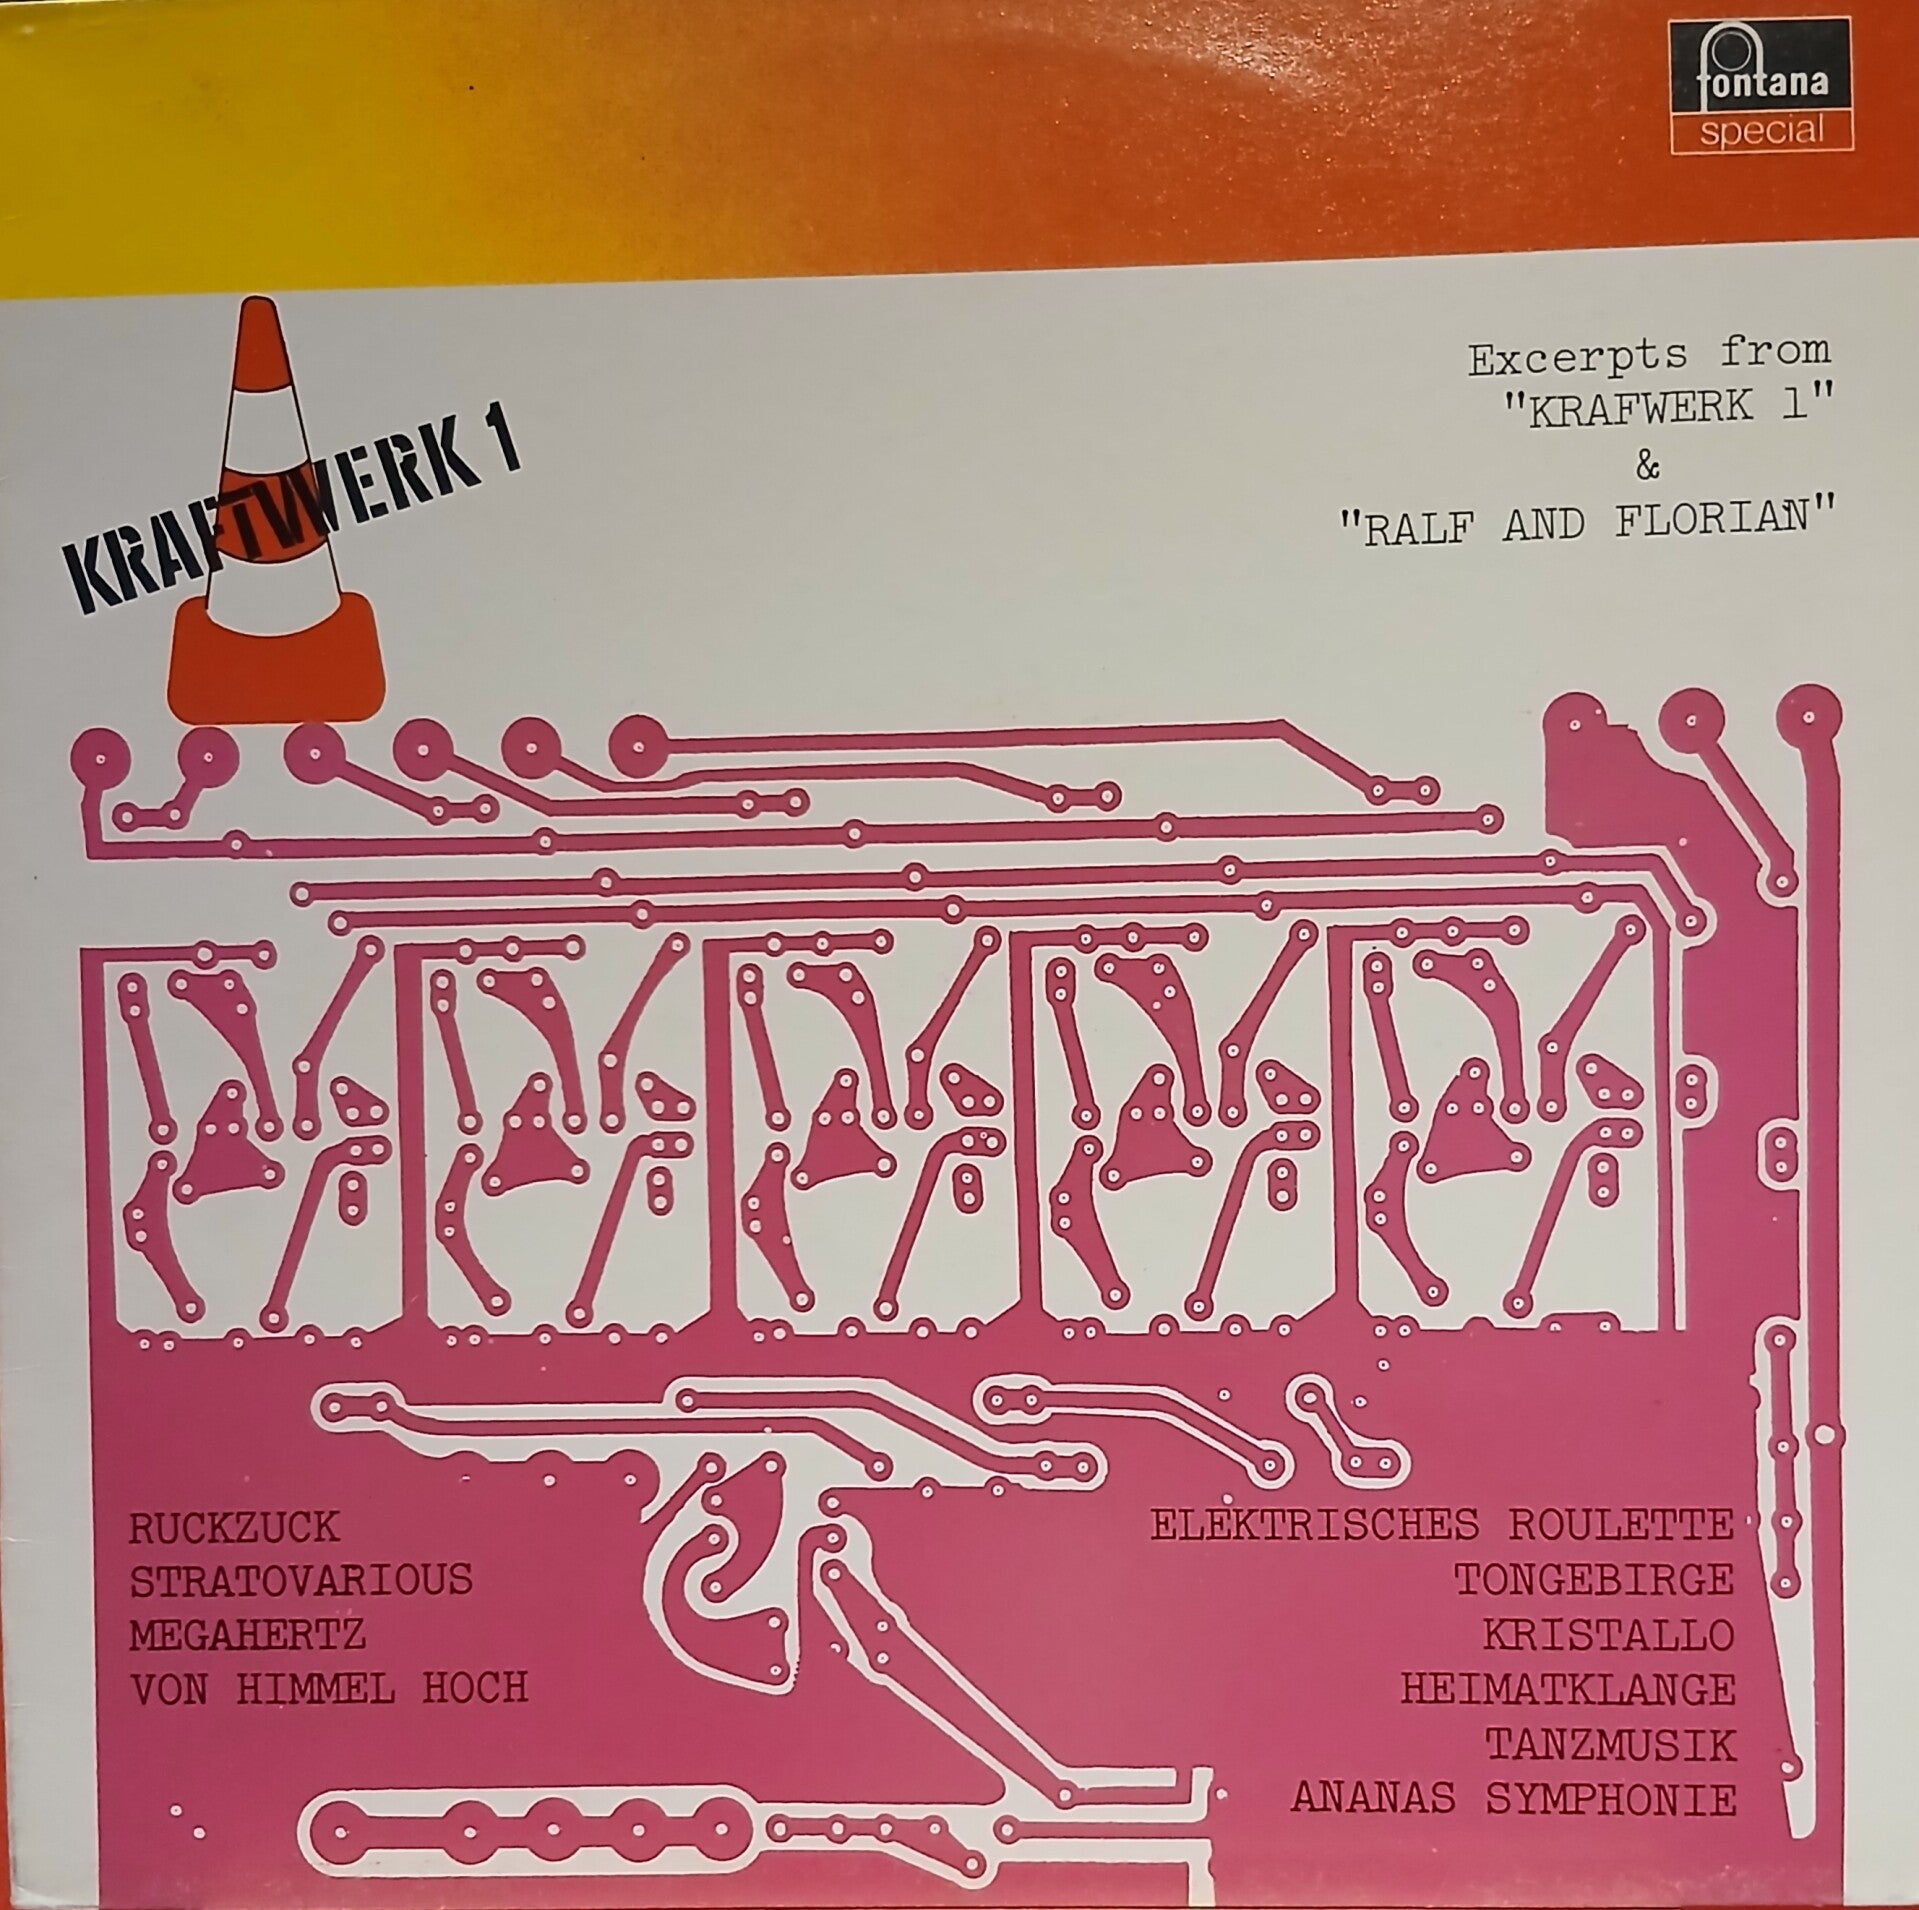 fontana
special
KRAFTWERK 1
Excerpts from
"KRAFWERK 1"
&
"RALF AND FLORIAN"
RUCKZUCK
STRATOVARIOUS
MEGAHERTZ
VON HIMMEL HOCH
ELEKTRISCHES ROULETTE
TONGEBIRGE
KRISTALLO
HEIMATKLANGE
TANZMUSIK
ANANAS SYMPHONIE